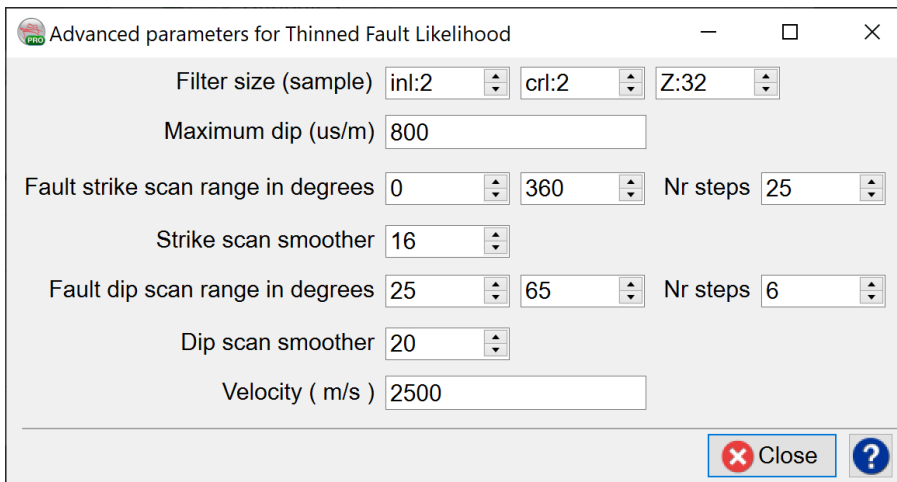 PRO Advanced parameters for Thinned Fault Likelihood
Filter size (sample) inl:2 crl:2 Z:32
Maximum dip (us/m) 800
Fault strike scan range in degrees 0 360 Nr steps 25
Strike scan smoother 16
Fault dip scan range in degrees 25 65 Nr steps 6
Dip scan smoother 20
Velocity ( m/s ) 2500
Close ?